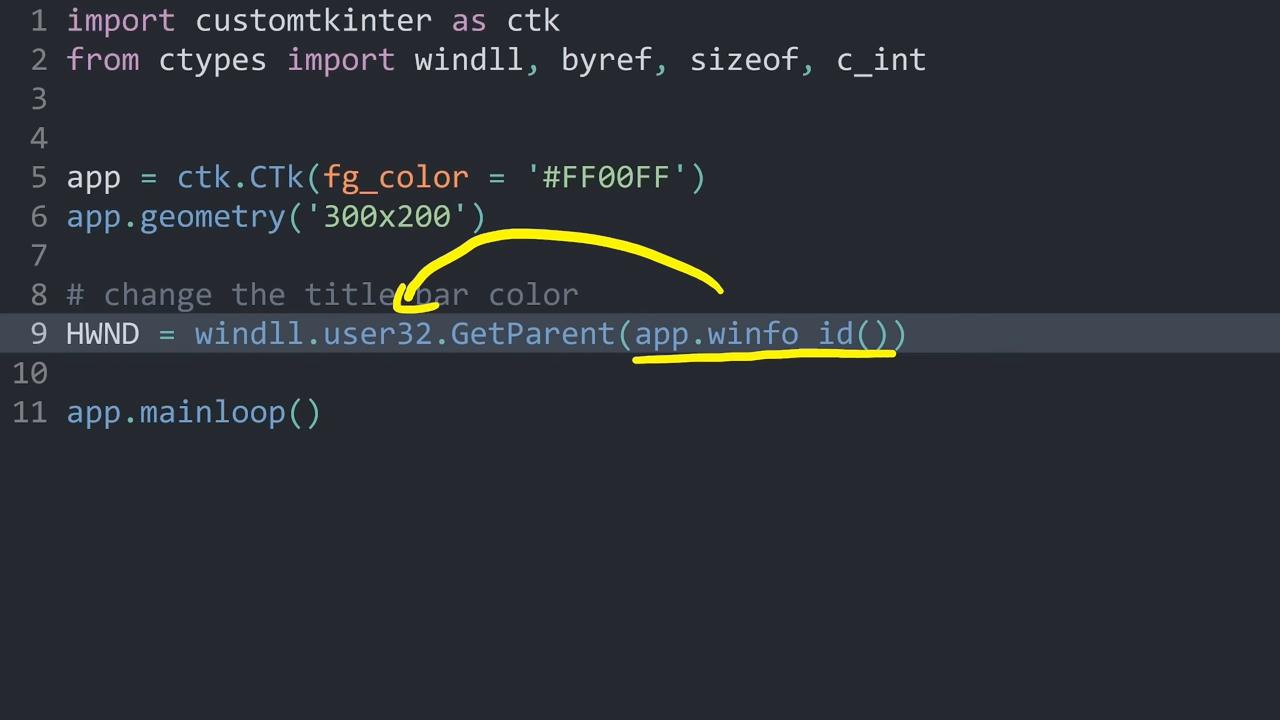 1 import customtkinter as ctk
2 from ctypes import windll, byref, sizeof, c_int
3
4
5 app = ctk.CTk(fg_color = '#FF00FF')
6 app.geometry('300x200')
7
8 # change the title bar color
9 HWND = windll.user32.GetParent(app.winfo_id())
10
11 app.mainloop()